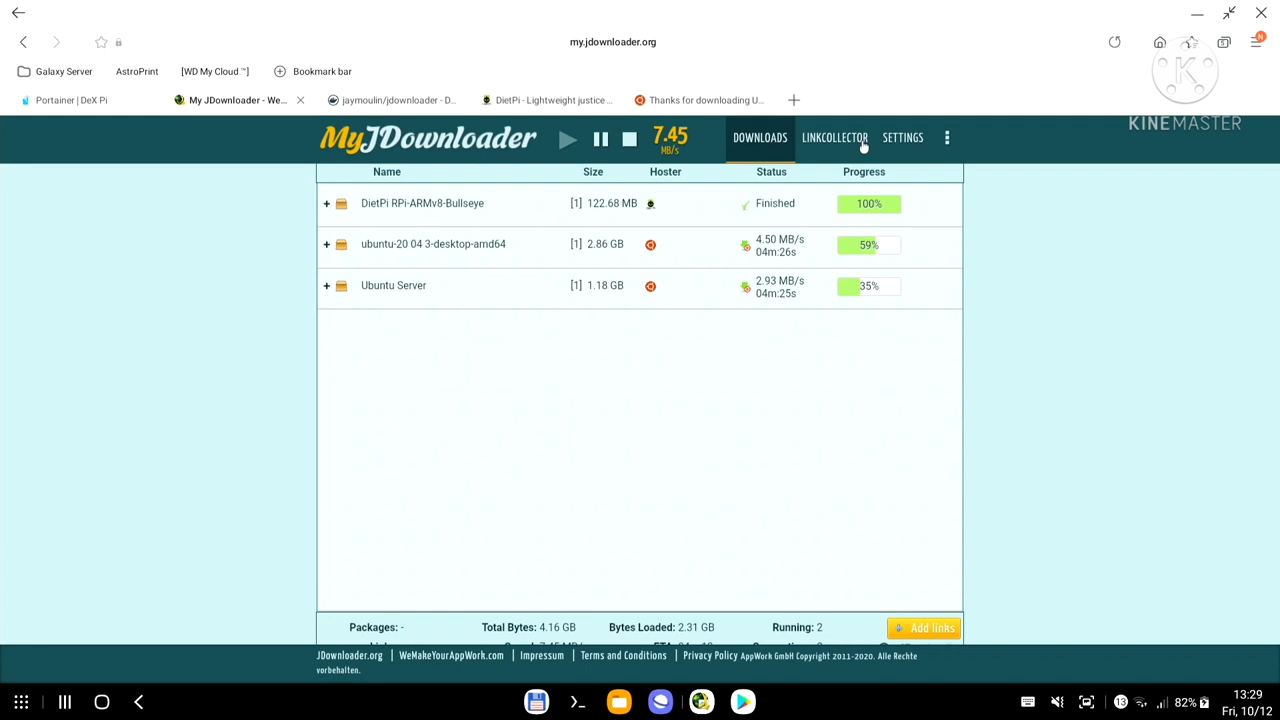 my.jdownloader.org
N
5
K
KINEMASTER
Galaxy Server
AstroPrint
[WD My Cloud ™]
Bookmark bar
Portainer | DeX Pi
My JDownloader - We...
jaymoulin/jdownloader - D...
DietPi - Lightweight justice ...
Thanks for downloading U...
MyJDownloader
7.45
MB/s
DOWNLOADS
LINKCOLLECTOR
SETTINGS
Name
Size
Hoster
Status
Progress
DietPi RPi-ARMv8-Bullseye
[1] 122.68 MB
Finished
100%
ubuntu-20 04 3-desktop-amd64
[1] 2.86 GB
4.50 MB/s
04m:26s
59%
Ubuntu Server
[1] 1.18 GB
2.93 MB/s
04m:25s
35%
Packages: -
Total Bytes: 4.16 GB
Bytes Loaded: 2.31 GB
Running: 2
Add links
JDownloader.org | WeMakeYourAppWork.com | Impressum | Terms and Conditions | Privacy Policy AppWork GmbH Copyright 2011-2020. Alle Rechte
vorbehalten.
13
82%
13:29
Fri, 10/12